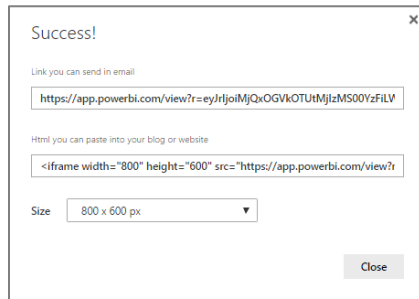 Success!
Link you can send in email
https://app.powerbi.com/view?r=eyJrIjoiMjQxOGVkOTUtMjIzMS00YzFiLW
Html you can paste into your blog or website
<iframe width="800" height="600" src="https://app.powerbi.com/view?r
Size 800 x 600 px
Close